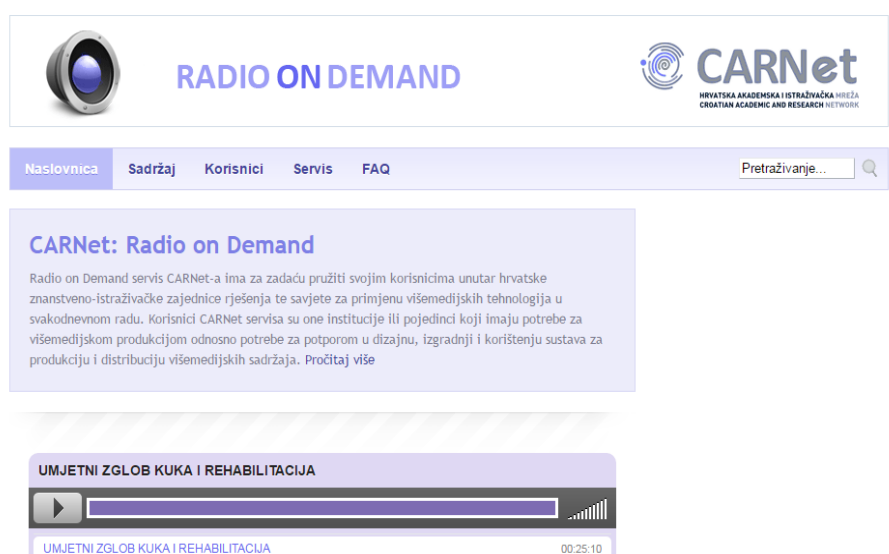 RADIO ON DEMAND
CARNet
HRVATSKA AKADEMSKA I ISTRAŽIVAČKA MREŽA
CROATIAN ACADEMIC AND RESEARCH NETWORK
Naslovnica Sadržaj Korisnici Servis FAQ Pretraživanje...
CARNet: Radio on Demand
Radio on Demand servis CARNet-a ima za zadaću pružiti svojim korisnicima unutar hrvatske
znanstveno-istraživačke zajednice rješenja te savjete za primjenu višemedijskih tehnologija u
svakodnevnom radu. Korisnici CARNet servisa su one institucije ili pojedinci koji imaju potrebe za
višemedijskom produkcijom odnosno potrebe za potporom u dizajnu, izgradnji i korištenju sustava za
produkciju i distribuciju višemedijskih sadržaja. Pročitaj više
UMJETNI ZGLOB KUKA I REHABILITACIJA
UMJETNI ZGLOB KUKA I REHABILITACIJA 00:25:10